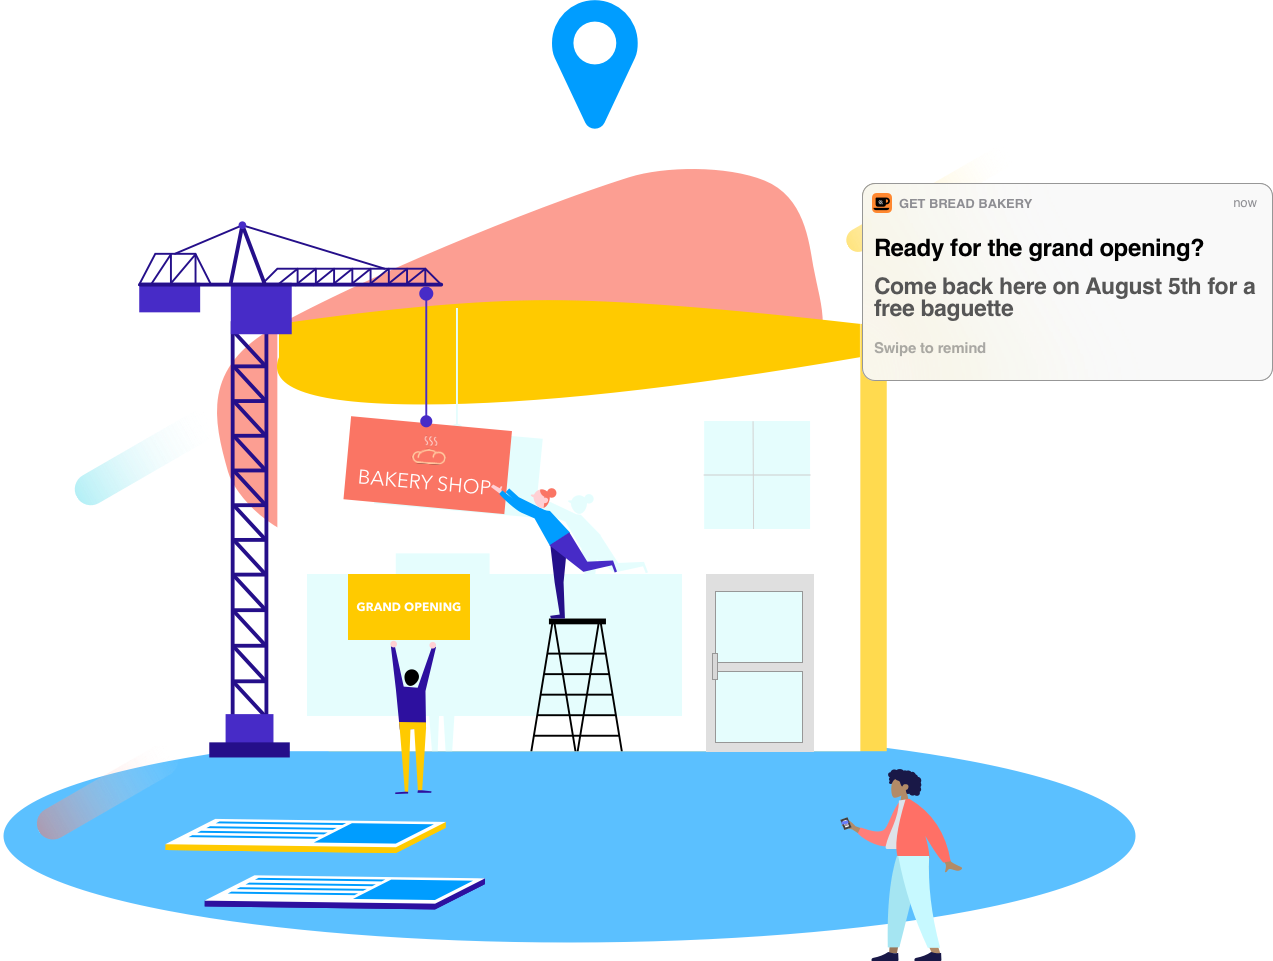 GET BREAD BAKERY
now
Ready for the grand opening?
Come back here on August 5th for a
free baguette
Swipe to remind
BAKERY SHOP
GRAND OPENING